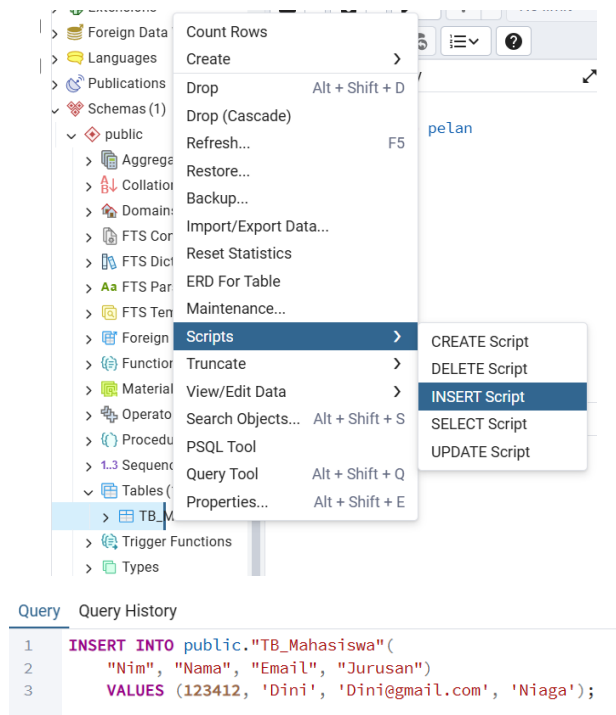 Count Rows
Foreign Data
Create
Languages
Publications
Drop Alt + Shift + D
Schemas (1)
Drop (Cascade)
public
pelan
Refresh... F5
Aggrega
Restore...
Collation
Backup...
Domains
Import/Export Data...
FTS Con
Reset Statistics
FTS Dict
ERD For Table
Aa FTS Par
FTS Tem
Maintenance...
Foreign
Scripts
CREATE Script
Function
Truncate
DELETE Script
Material
View/Edit Data
INSERT Script
Operato
Search Objects... Alt + Shift + S
SELECT Script
Procedu
PSQL Tool
UPDATE Script
1..3 Sequenc
Query Tool Alt + Shift + Q
Tables (
Properties... Alt + Shift + E
TB_M
Trigger Functions
Types
Query Query History
1 INSERT INTO public."TB_Mahasiswa"(
2 "Nim", "Nama", "Email", "Jurusan")
3 VALUES (123412, 'Dini', 'Dini@gmail.com', 'Niaga');